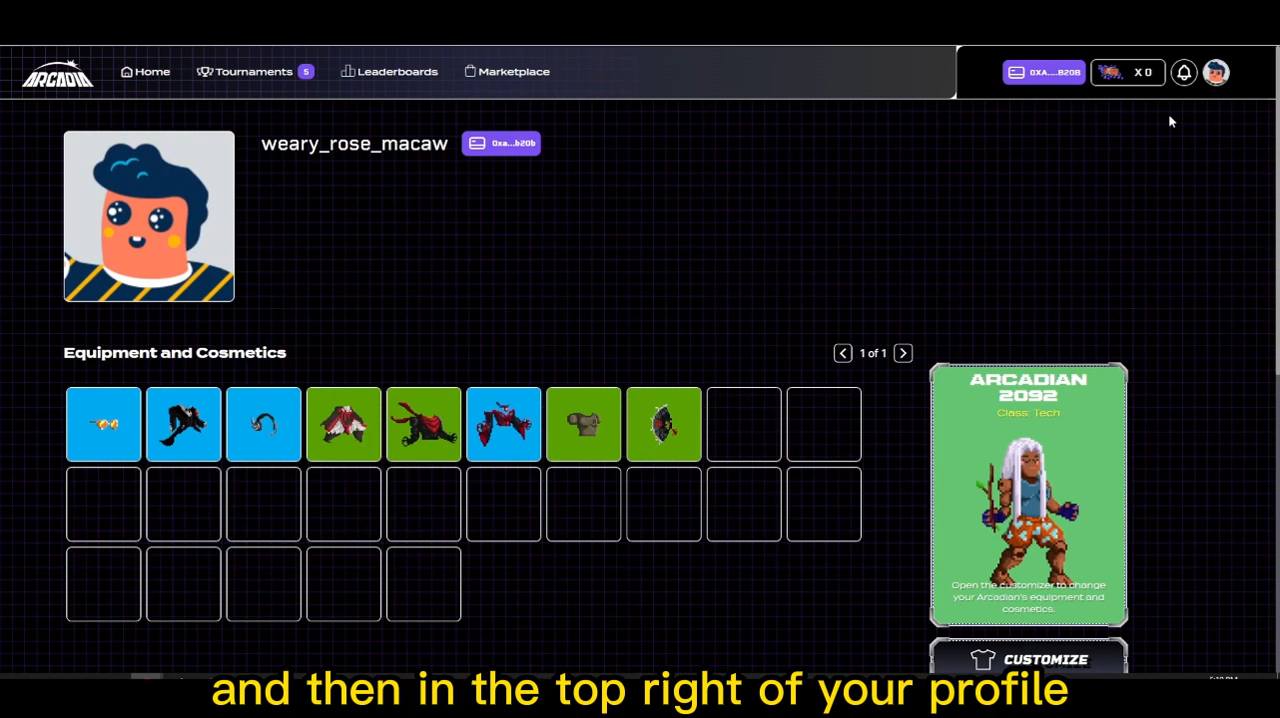 ARCADIA
Home
Tournaments 5
Leaderboards
Marketplace
0XA....B20B
X 0
weary_rose_macaw
0xa...b20b
Equipment and Cosmetics
1 of 1
ARCADIAN
2092
Class: Tech
Open the customizer to change
your Arcadian's equipment and
cosmetics.
CUSTOMIZE
and then in the top right of your profile